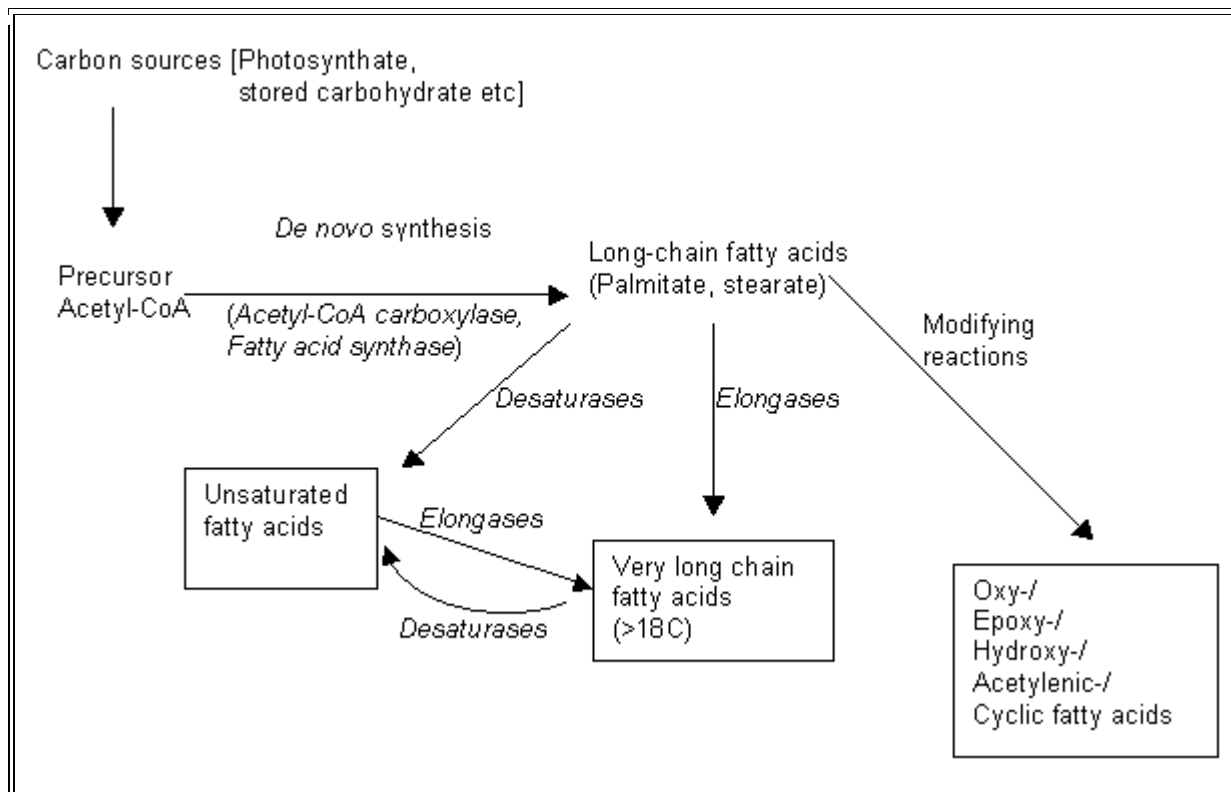 Carbon sources [Photosynthate,
stored carbohydrate etc]
De novo synthesis
Precursor
Acetyl-CoA
(Acetyl-CoA carboxylase,
Fatty acid synthase)
Long-chain fatty acids
(Palmitate, stearate)
Modifying
reactions
Desaturases
Elongases
Unsaturated
fatty acids
Elongases
Desaturases
Very long chain
fatty acids
(>18C)
Oxy-/
Epoxy-/
Hydroxy-/
Acetylenic-/
Cyclic fatty acids